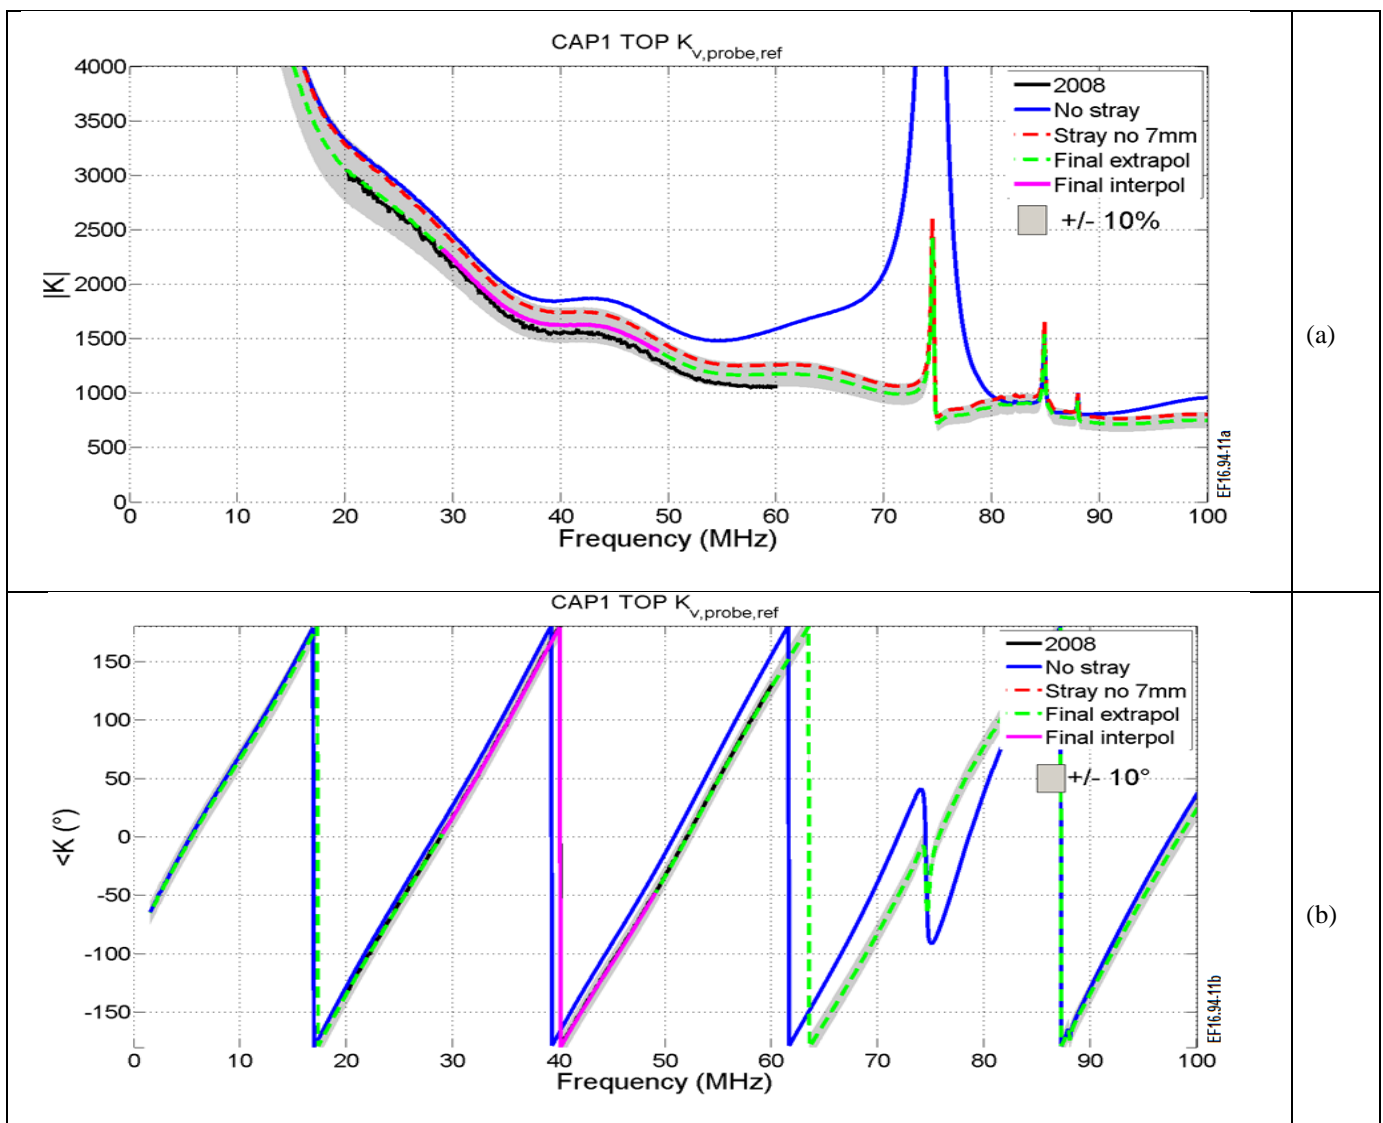 CAP1 TOP K v,probe,ref
4000
3500
3000
2500
2000
1500
1000
500
0
|K|
2008
No stray
Stray no 7mm
Final extrapol
Final interpol
+/- 10%
0 10 20 30 40 50 60 70 80 90 100
Frequency (MHz)
EF16.94-11a
(a)
CAP1 TOP K v,probe,ref
150
100
50
0
-50
-100
-150
<K (°)
2008
No stray
Stray no 7mm
Final extrapol
Final interpol
+/- 10°
0 10 20 30 40 50 60 70 80 90 100
Frequency (MHz)
EF16.94-11b
(b)